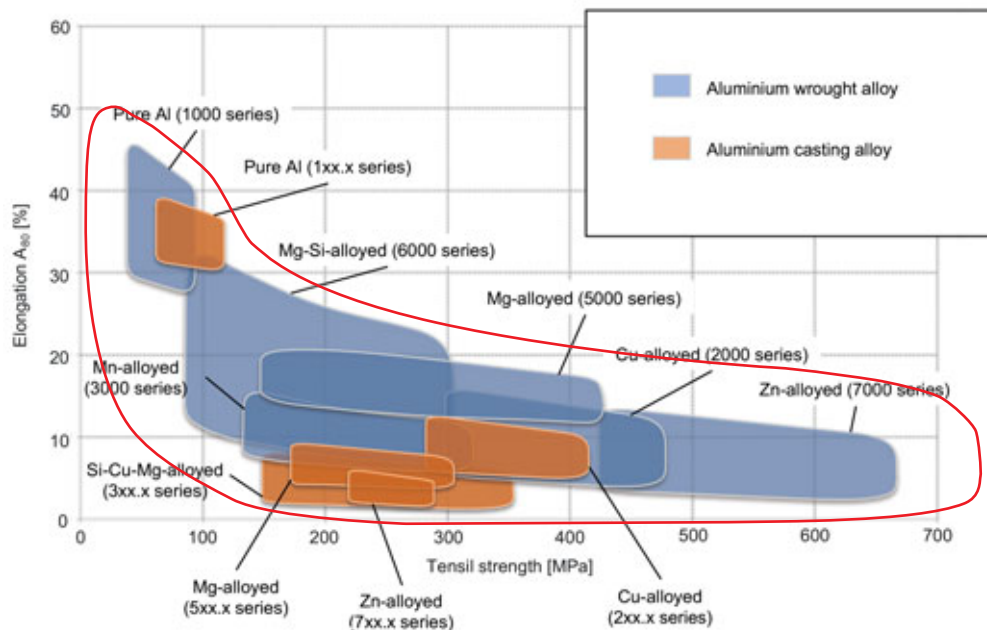 60
50
40
30
20
10
0
Elongation A₈₀ [%]
Aluminium wrought alloy
Aluminium casting alloy
Pure Al (1000 series)
Pure Al (1xx.x series)
Mg-Si-alloyed (6000 series)
Mg-alloyed (5000 series)
Cu-alloyed (2000 series)
Mn-alloyed
(3000 series)
Zn-alloyed (7000 series)
Si-Cu-Mg-alloyed
(3xx.x series)
0 100 200 300 400 500 600 700
Tensil strength [MPa]
Mg-alloyed
(5xx.x series)
Zn-alloyed
(7xx.x series)
Cu-alloyed
(2xx.x series)